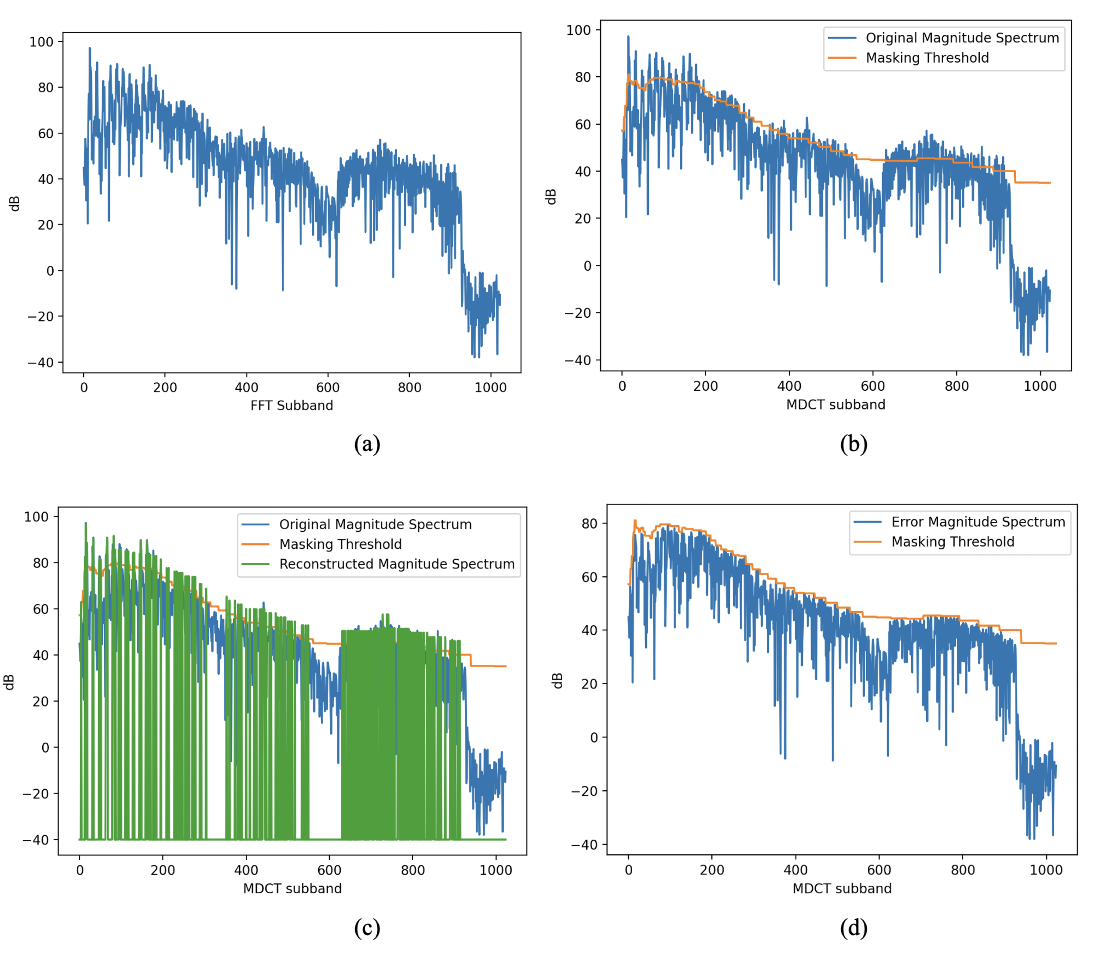 100
80
60
40
20
0
−20
−40
dB
0
200
400
600
800
1000
FFT Subband
(a)
Original Magnitude Spectrum
Masking Threshold
100
80
60
40
20
0
−20
−40
dB
0
200
400
600
800
1000
MDCT subband
(b)
Original Magnitude Spectrum
Masking Threshold
Reconstructed Magnitude Spectrum
100
80
60
40
20
0
−20
−40
dB
0
200
400
600
800
1000
MDCT subband
(c)
Error Magnitude Spectrum
Masking Threshold
80
60
40
20
0
−20
−40
dB
0
200
400
600
800
1000
MDCT subband
(d)